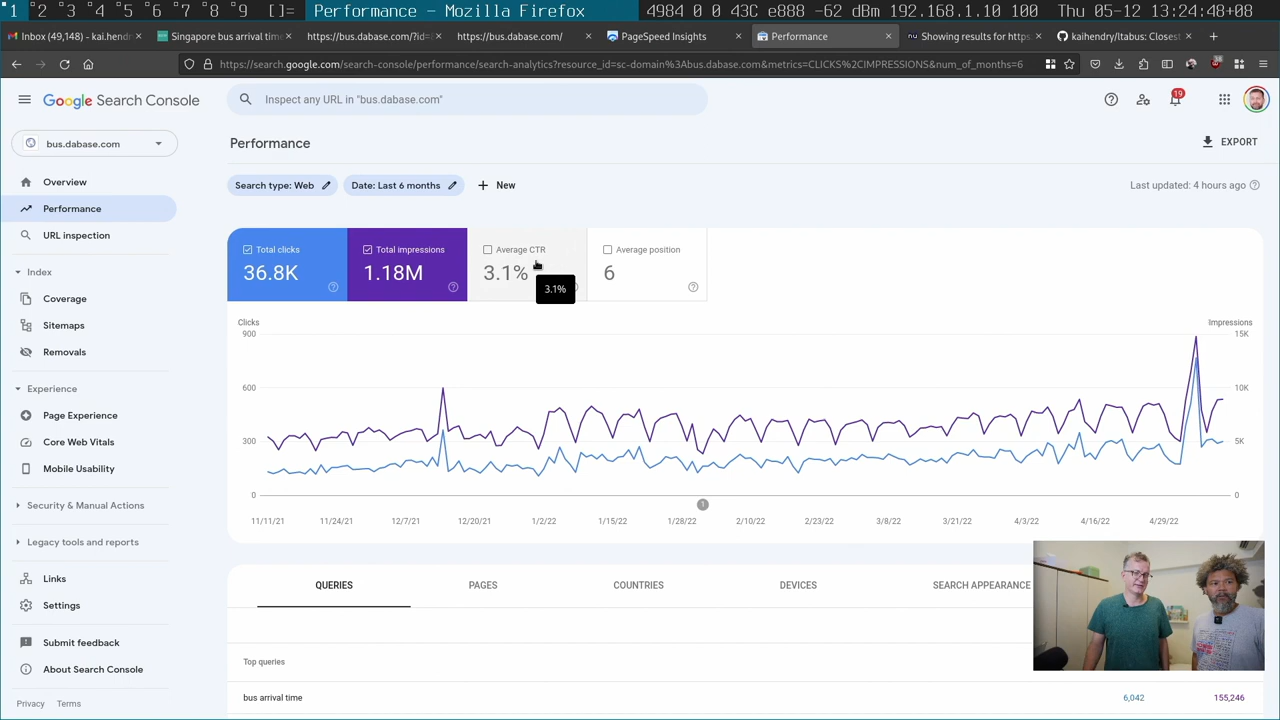 1 2 3 4 5 6 7 8 9 []= Performance - Mozilla Firefox 4984 0 0 43C e888 -62 dBm 192.168.1.10 100 Thu 05-12 13:24:48+08
Inbox (49,148) - kai.hendr × Singapore bus arrival time × https://bus.dabase.com/?id= × https://bus.dabase.com/ × PageSpeed Insights × Performance × Showing results for https: × kaihendry/ltabus: Closest ×
https://search.google.com/search-console/performance/search-analytics?resource_id=sc-domain%3Abus.dabase.com&metrics=CLICKS%2CIMPRESSIONS&num_of_months=6
Google Search Console
Inspect any URL in "bus.dabase.com"
19
bus.dabase.com
Performance
EXPORT
Overview
Performance
URL inspection
Index
Coverage
Sitemaps
Removals
Experience
Page Experience
Core Web Vitals
Mobile Usability
Security & Manual Actions
Legacy tools and reports
Links
Settings
Submit feedback
About Search Console
Privacy Terms
Search type: Web
Date: Last 6 months
+ New
Last updated: 4 hours ago
Total clicks
36.8K
Total impressions
1.18M
Average CTR
3.1%
3.1%
Average position
6
Clicks
Impressions
900 15K
600 10K
300 5K
0 0
1
11/11/21 11/24/21 12/7/21 12/20/21 1/2/22 1/15/22 1/28/22 2/10/22 2/23/22 3/8/22 3/21/22 4/3/22 4/16/22 4/29/22
QUERIES PAGES COUNTRIES DEVICES SEARCH APPEARANCE
Top queries
bus arrival time 6,042 155,246